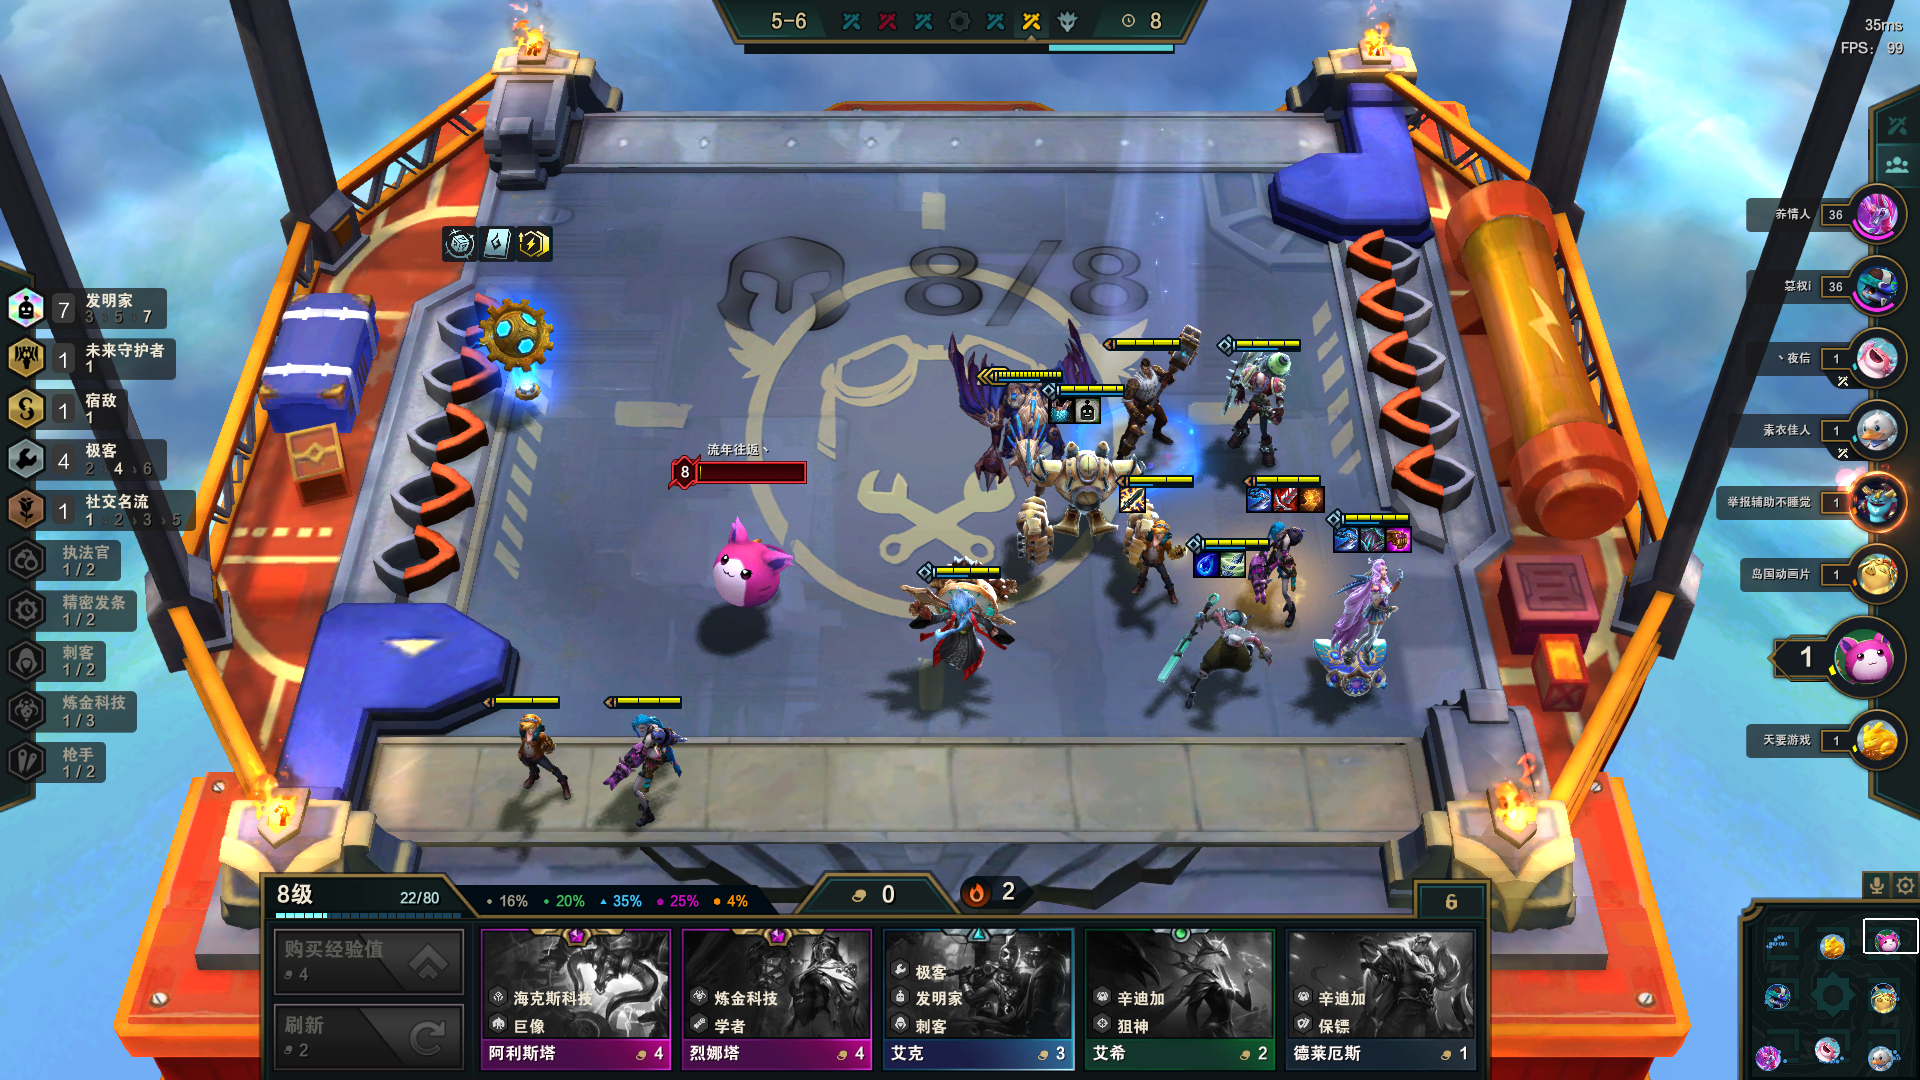 5-6
8
35ms
FPS: 99
8/8
7
发明家
3 › 5 › 7
1
未来守护者
1
1
宿敌
1
4
极客
2 › 4 › 6
1
社交名流
1 › 2 › 3 › 5
执法官
1 / 2
精密发条
1 / 2
刺客
1 / 2
炼金科技
1 / 3
枪手
1 / 2
流年往返丶
8
养情人
36
36
丶夜信
1
素衣佳人
1
举报辅助不睡觉
1
岛国动画片
1
1
天要游戏
1
8级
22/80
16%
20%
35%
25%
4%
0
2
6
购买经验值
4
刷新
2
海克斯科技
巨像
阿利斯塔
4
炼金科技
学者
烈娜塔
4
极客
发明家
刺客
艾克
3
辛迪加
狙神
艾希
2
辛迪加
保镖
德莱厄斯
1